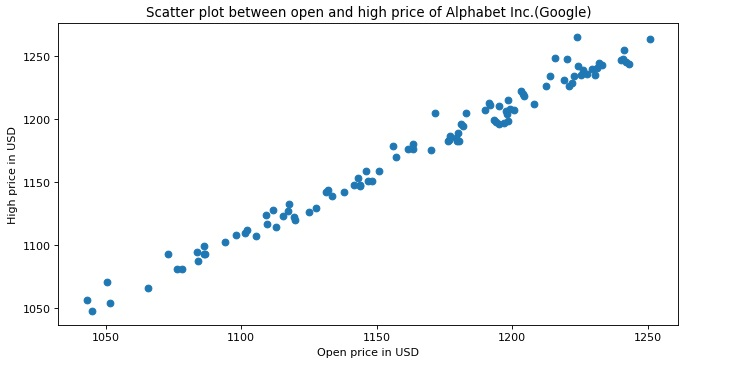 Scatter plot between open and high price of Alphabet Inc.(Google)
High price in USD
1250
1200
1150
1100
1050
1050 1100 1150 1200 1250
Open price in USD